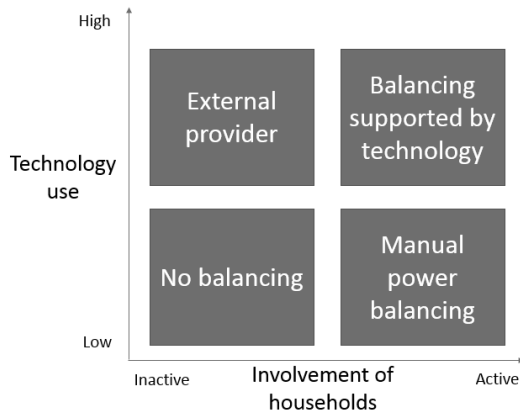 High
External
provider
Balancing
supported by
technology
Technology
use
No balancing
Manual
power
balancing
Low
Inactive
Involvement of
households
Active